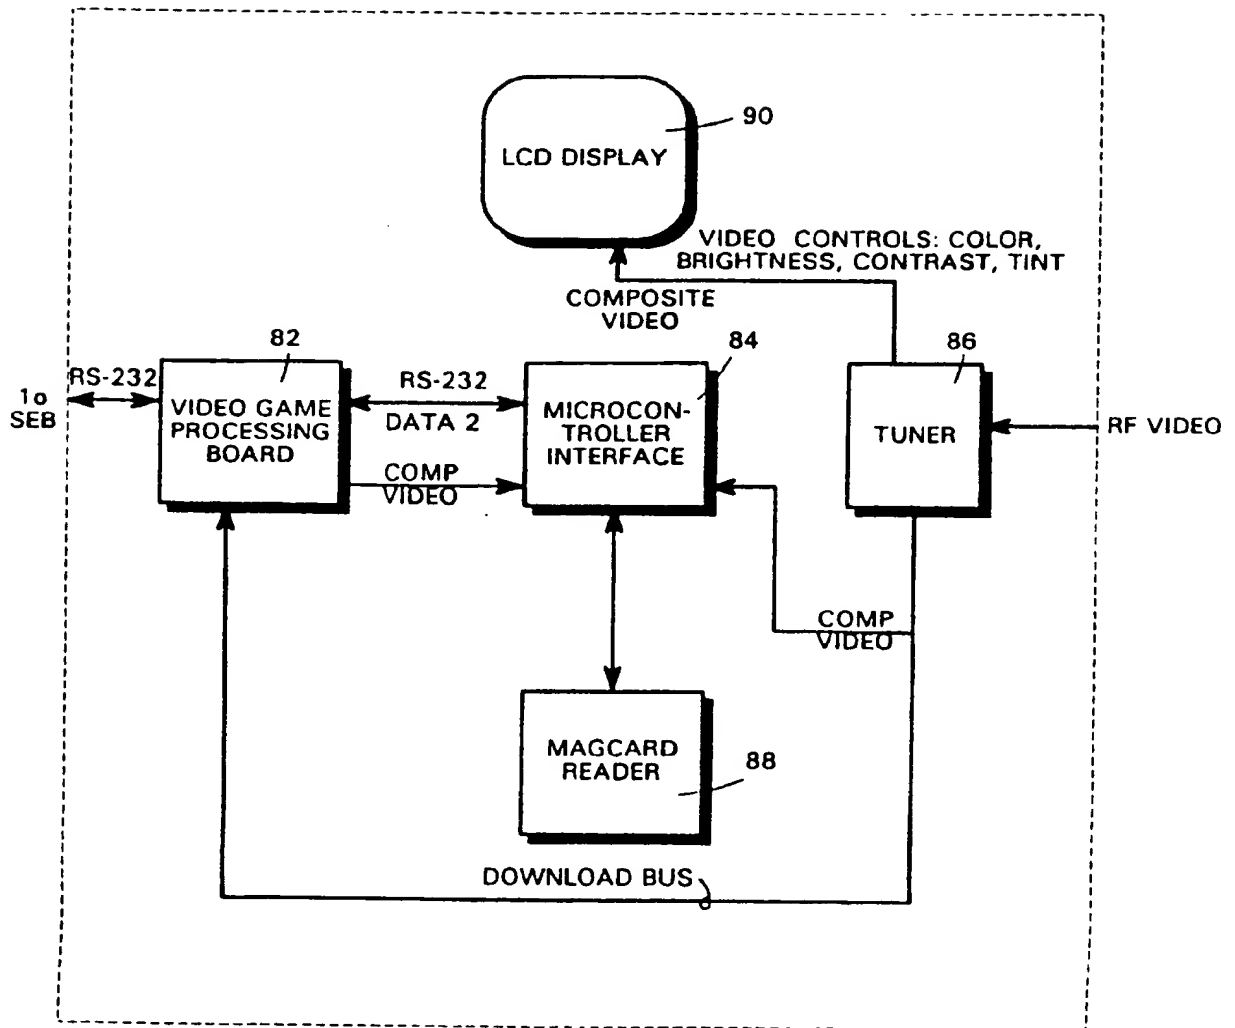 90
LCD DISPLAY
VIDEO CONTROLS: COLOR,
BRIGHTNESS, CONTRAST, TINT
COMPOSITE
VIDEO
82
84
86
RS-232
1o
SEB
VIDEO GAME
PROCESSING
BOARD
RS-232
DATA 2
COMP
VIDEO
MICROCON-
TROLLER
INTERFACE
TUNER
RF VIDEO
COMP
VIDEO
MAGCARD
READER
88
DOWNLOAD BUS